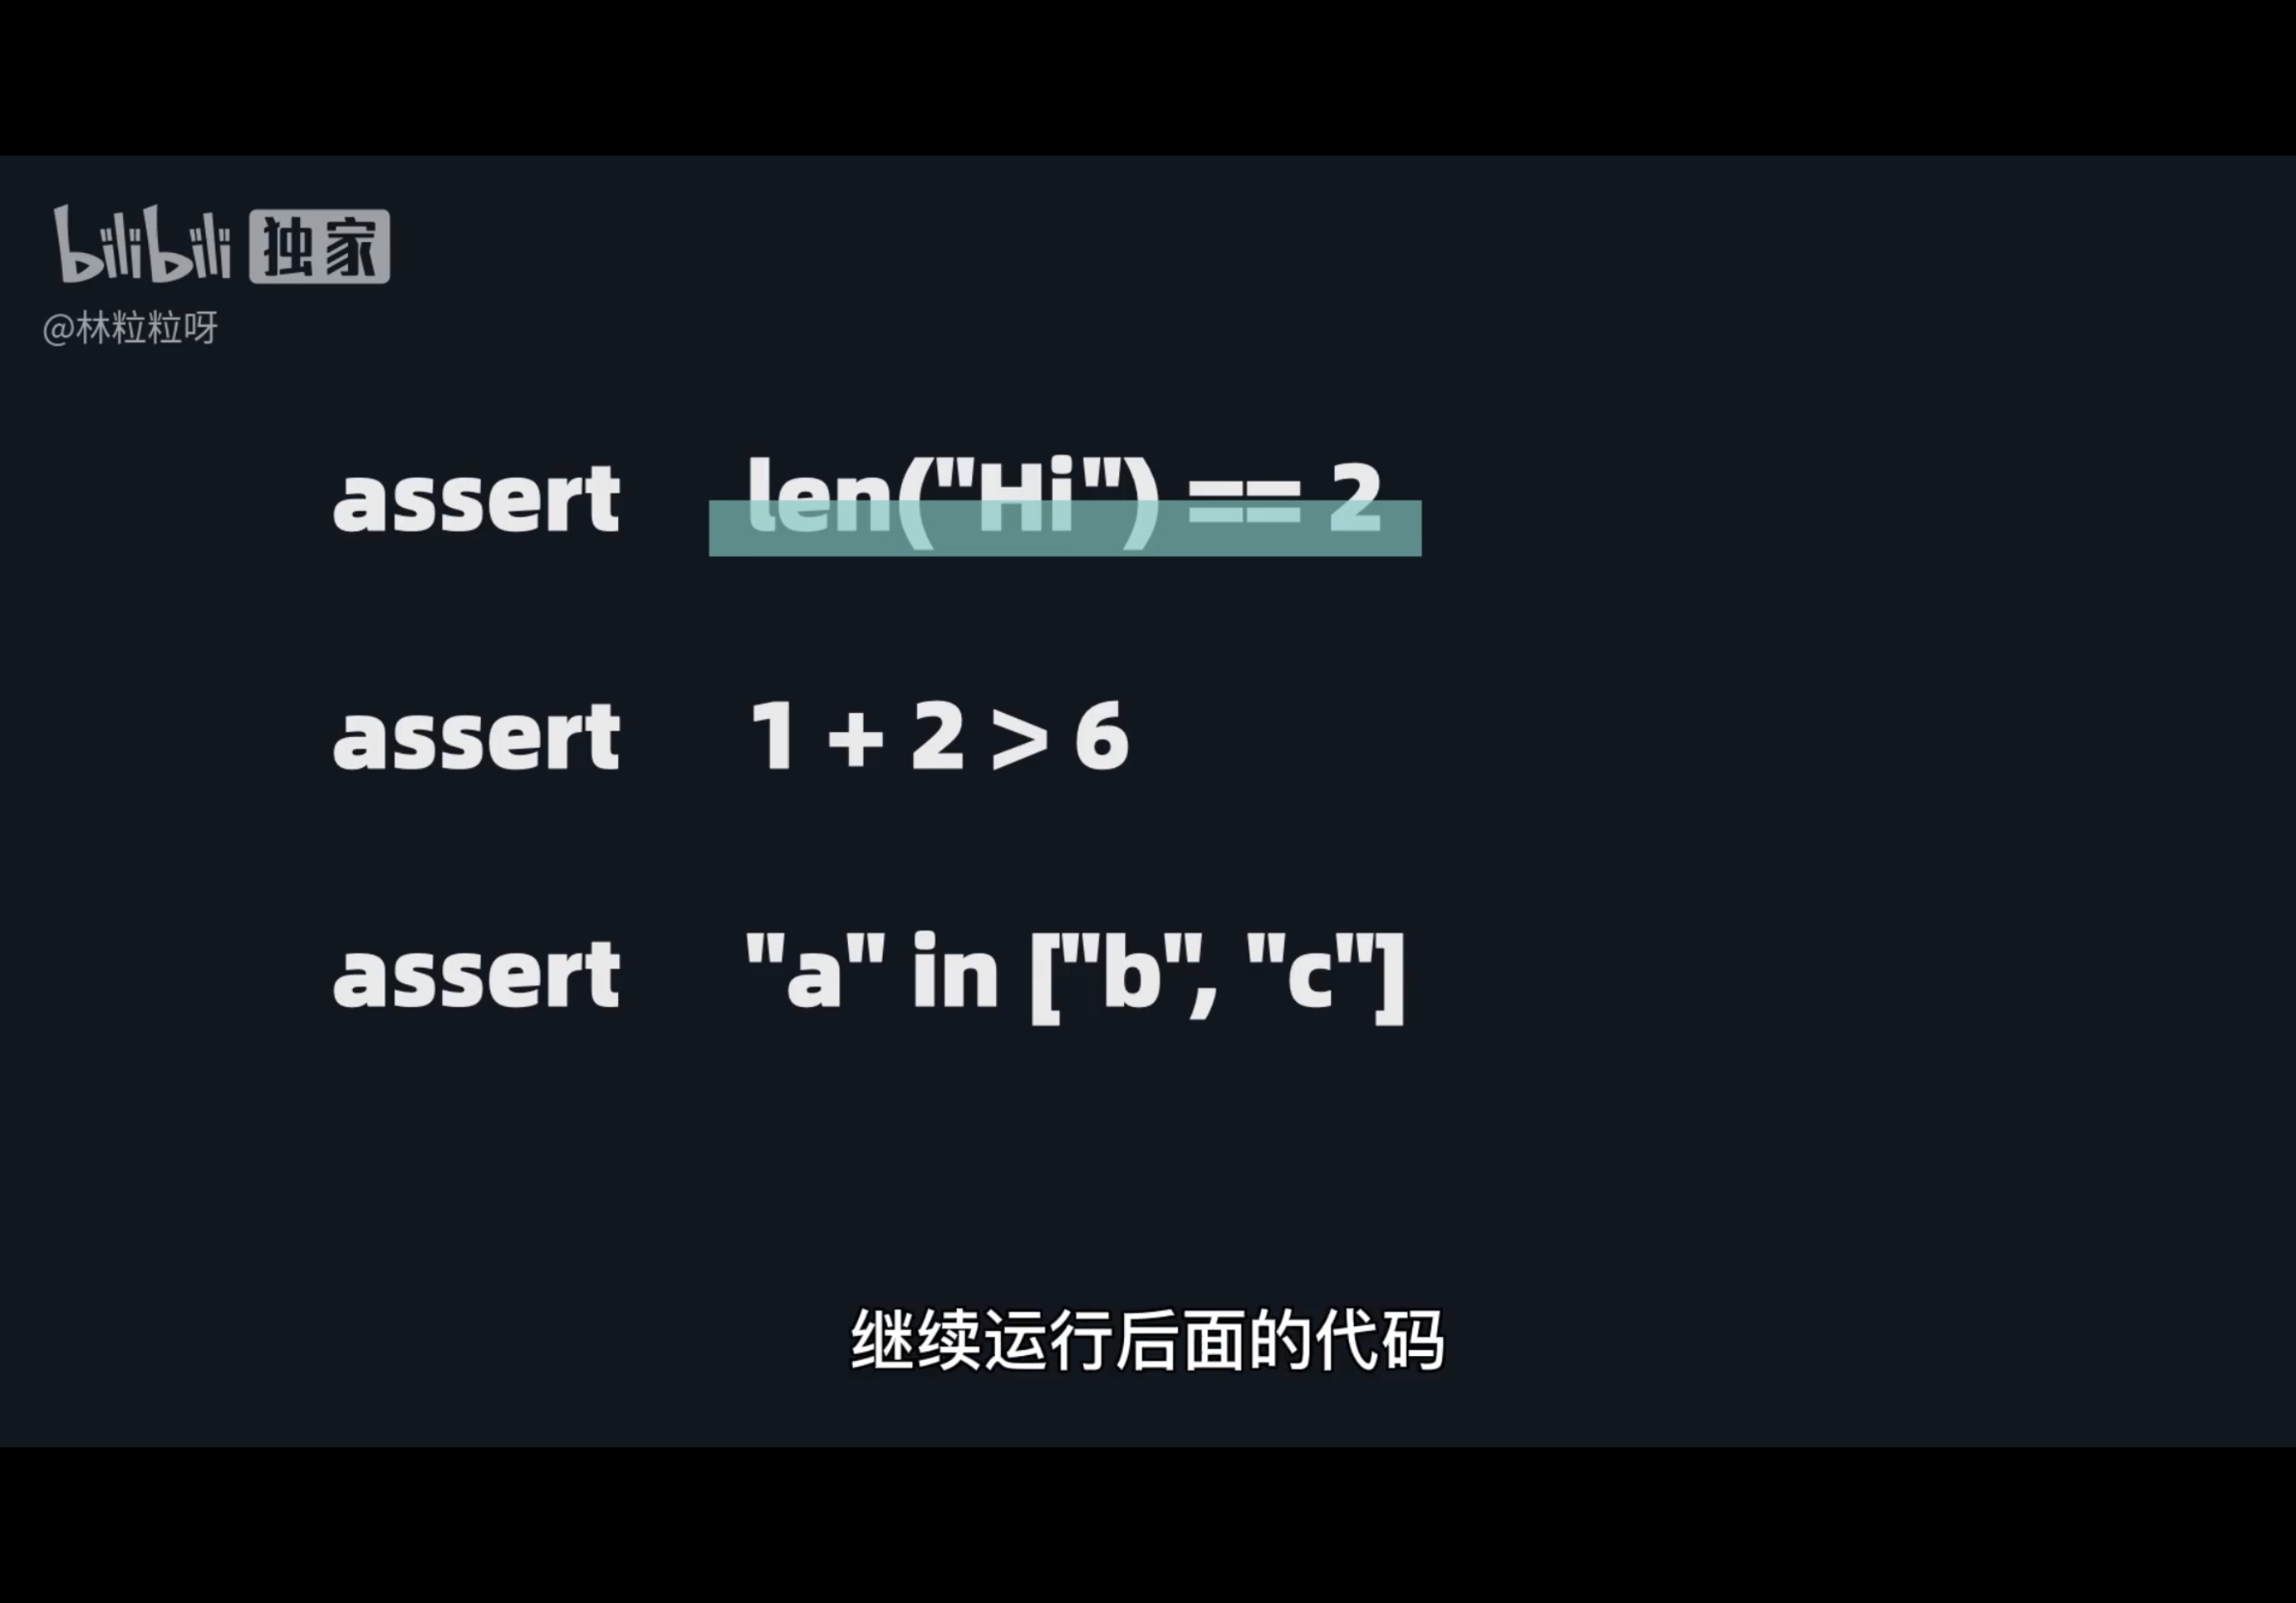 bilibili 独家
@林粒粒呀
assert len("Hi") == 2
assert 1 + 2 > 6
assert "a" in ["b", "c"]
继续运行后面的代码